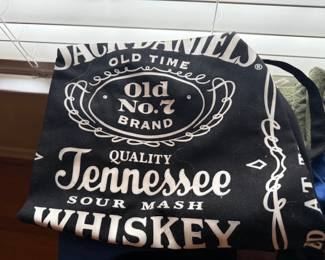 JACK DANIEL'S
®
OLD TIME
Old
No.7
BRAND
QUALITY
Tennessee
SOUR MASH
WHISKEY